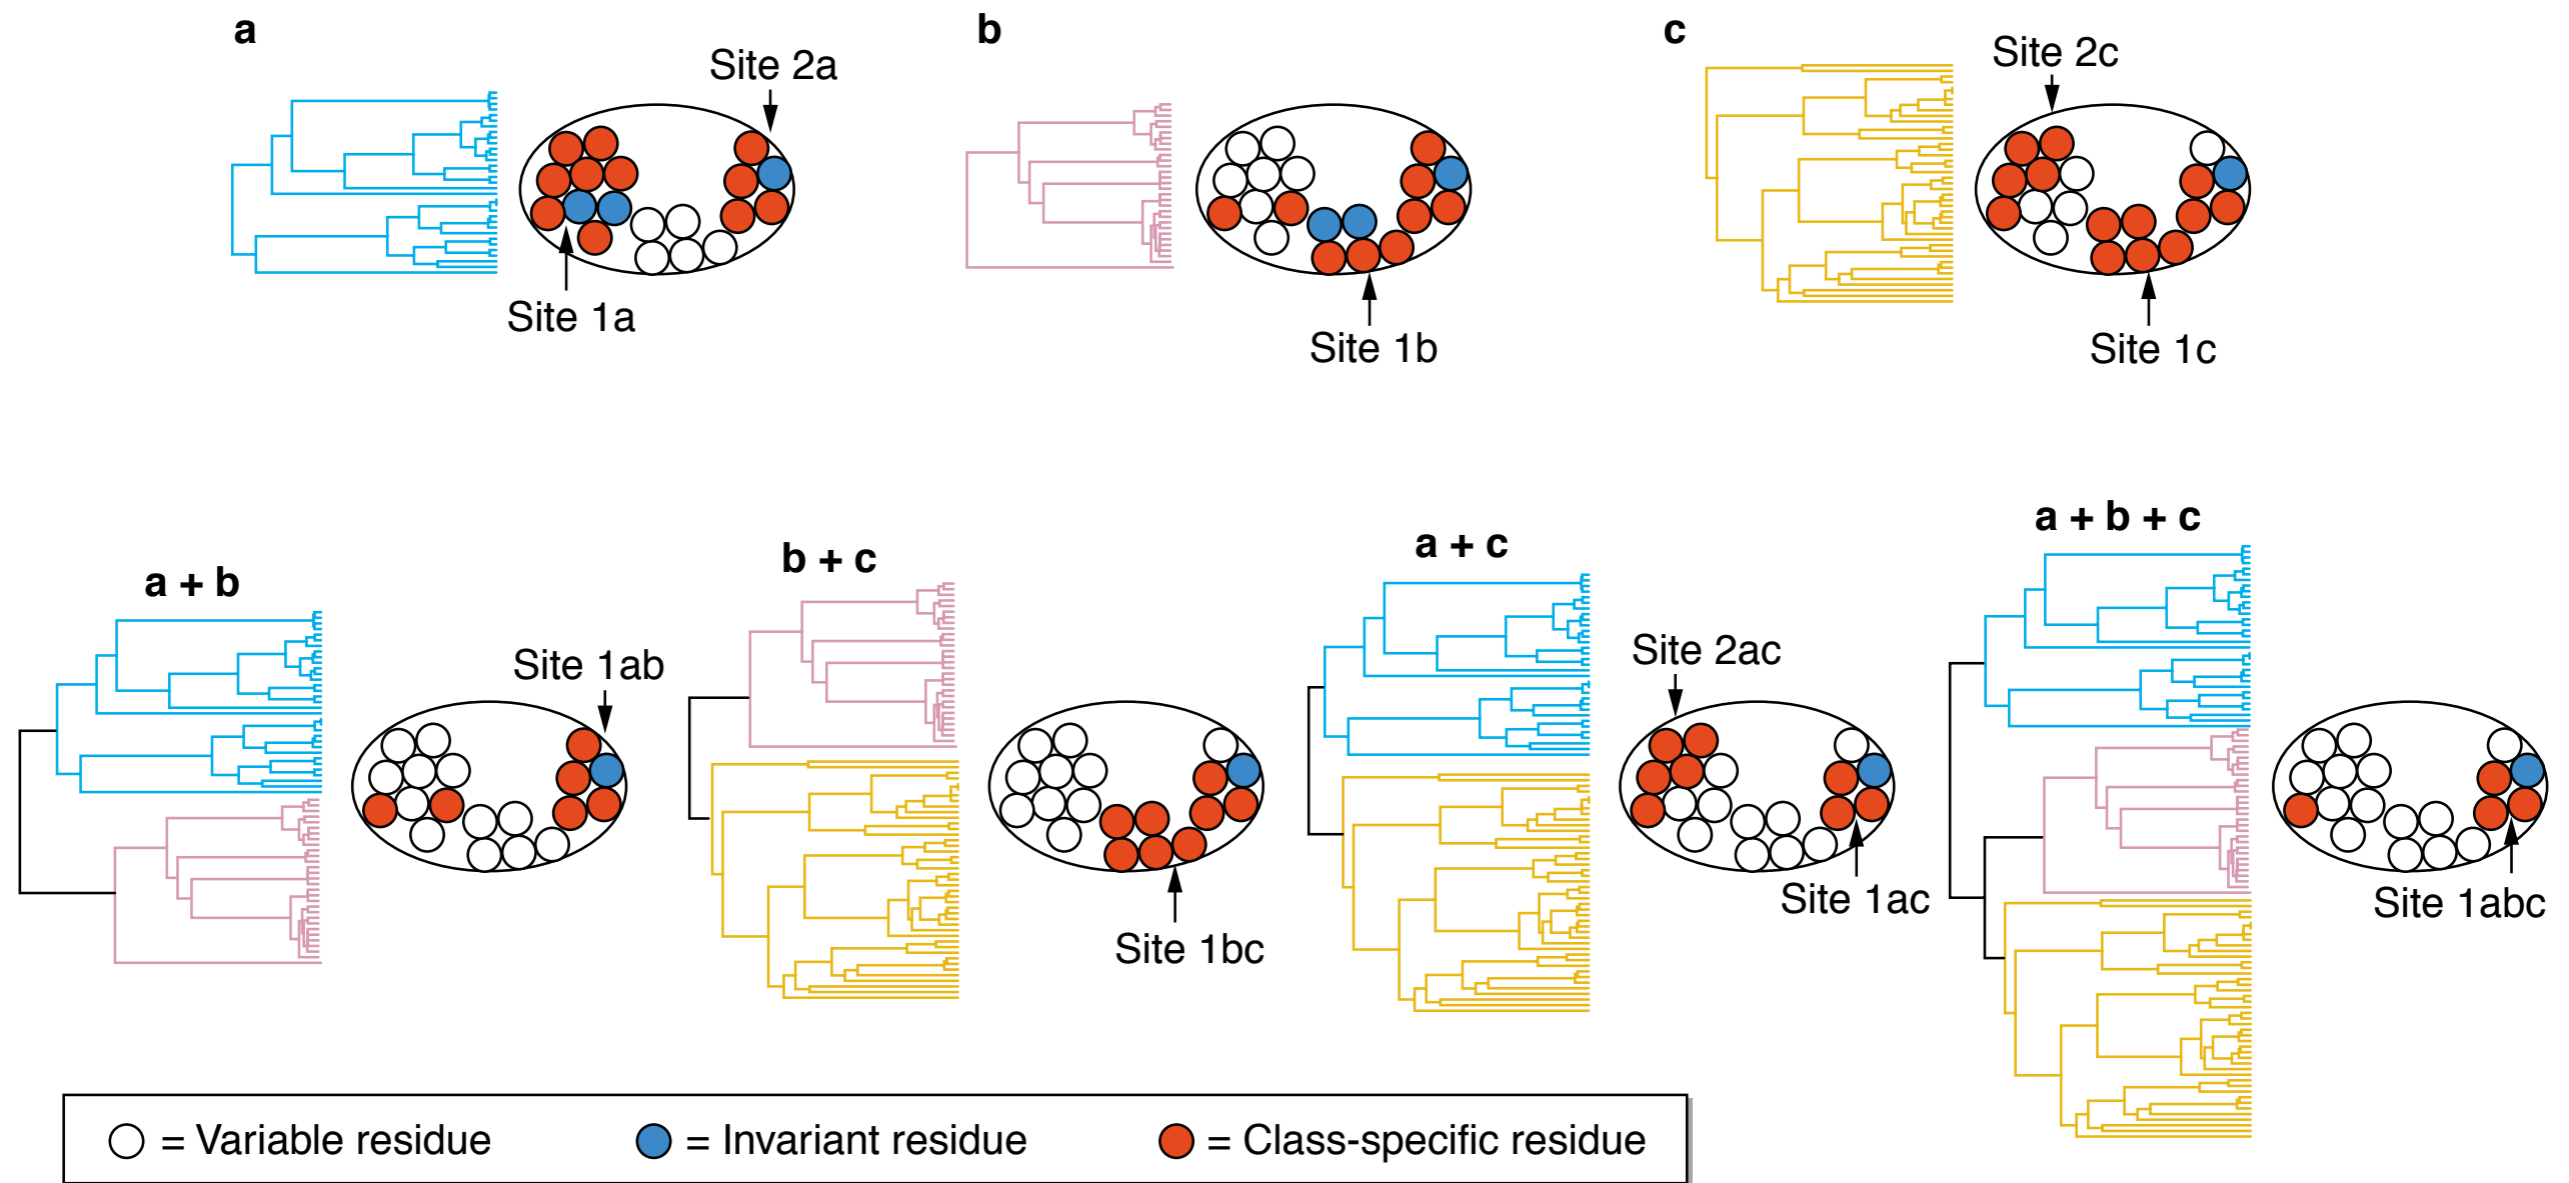 a
b
c
Site 2a
Site 2c
Site 1a
Site 1b
Site 1c
a + b
b + c
a + c
a + b + c
Site 1ab
Site 2ac
Site 1bc
Site 1ac
Site 1abc
= Variable residue
= Invariant residue
= Class-specific residue